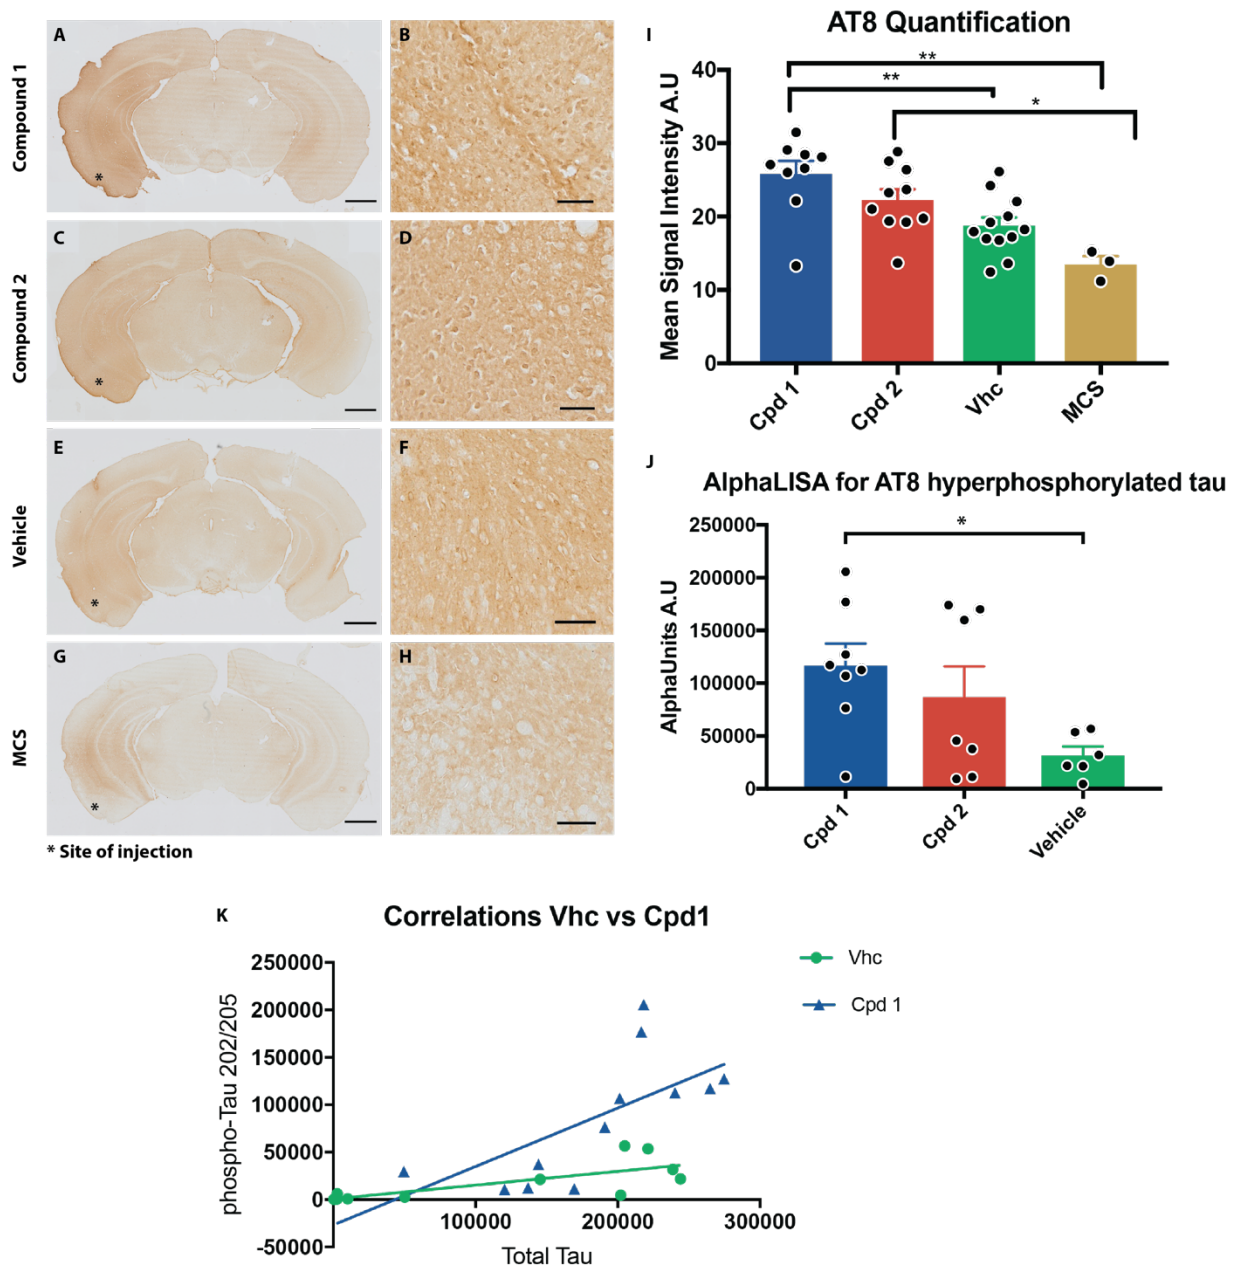 A
B
Compound 1
*
C
D
Compound 2
*
E
F
Vehicle
*
G
H
MCS
*
* Site of injection
I
AT8 Quantification
**
**
*
Mean Signal Intensity A.U
40
30
20
10
0
Cpd 1
Cpd 2
Vhc
MCS
J
AlphaLISA for AT8 hyperphosphorylated tau
*
AlphaUnits A.U
250000
200000
150000
100000
50000
0
Cpd 1
Cpd 2
Vehicle
K
Correlations Vhc vs Cpd1
Vhc
Cpd 1
phospho-Tau 202/205
250000
200000
150000
100000
50000
0
-50000
100000
200000
300000
Total Tau